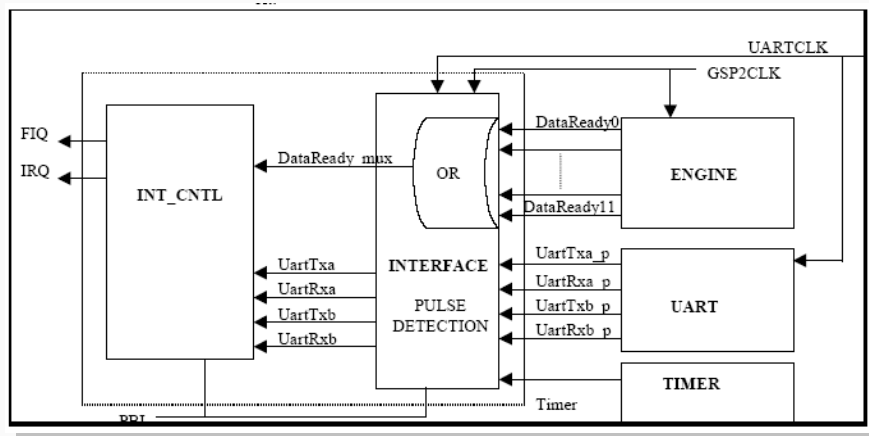 UARTCLK
GSP2CLK
FIQ
IRQ
INT_CNTL
DataReady_mux
OR
DataReady0
DataReady11
ENGINE
UartTxa
UartRxa
UartTxb
UartRxb
INTERFACE
PULSE
DETECTION
UartTxa_p
UartRxa_p
UartTxb_p
UartRxb_p
UART
Timer
TIMER